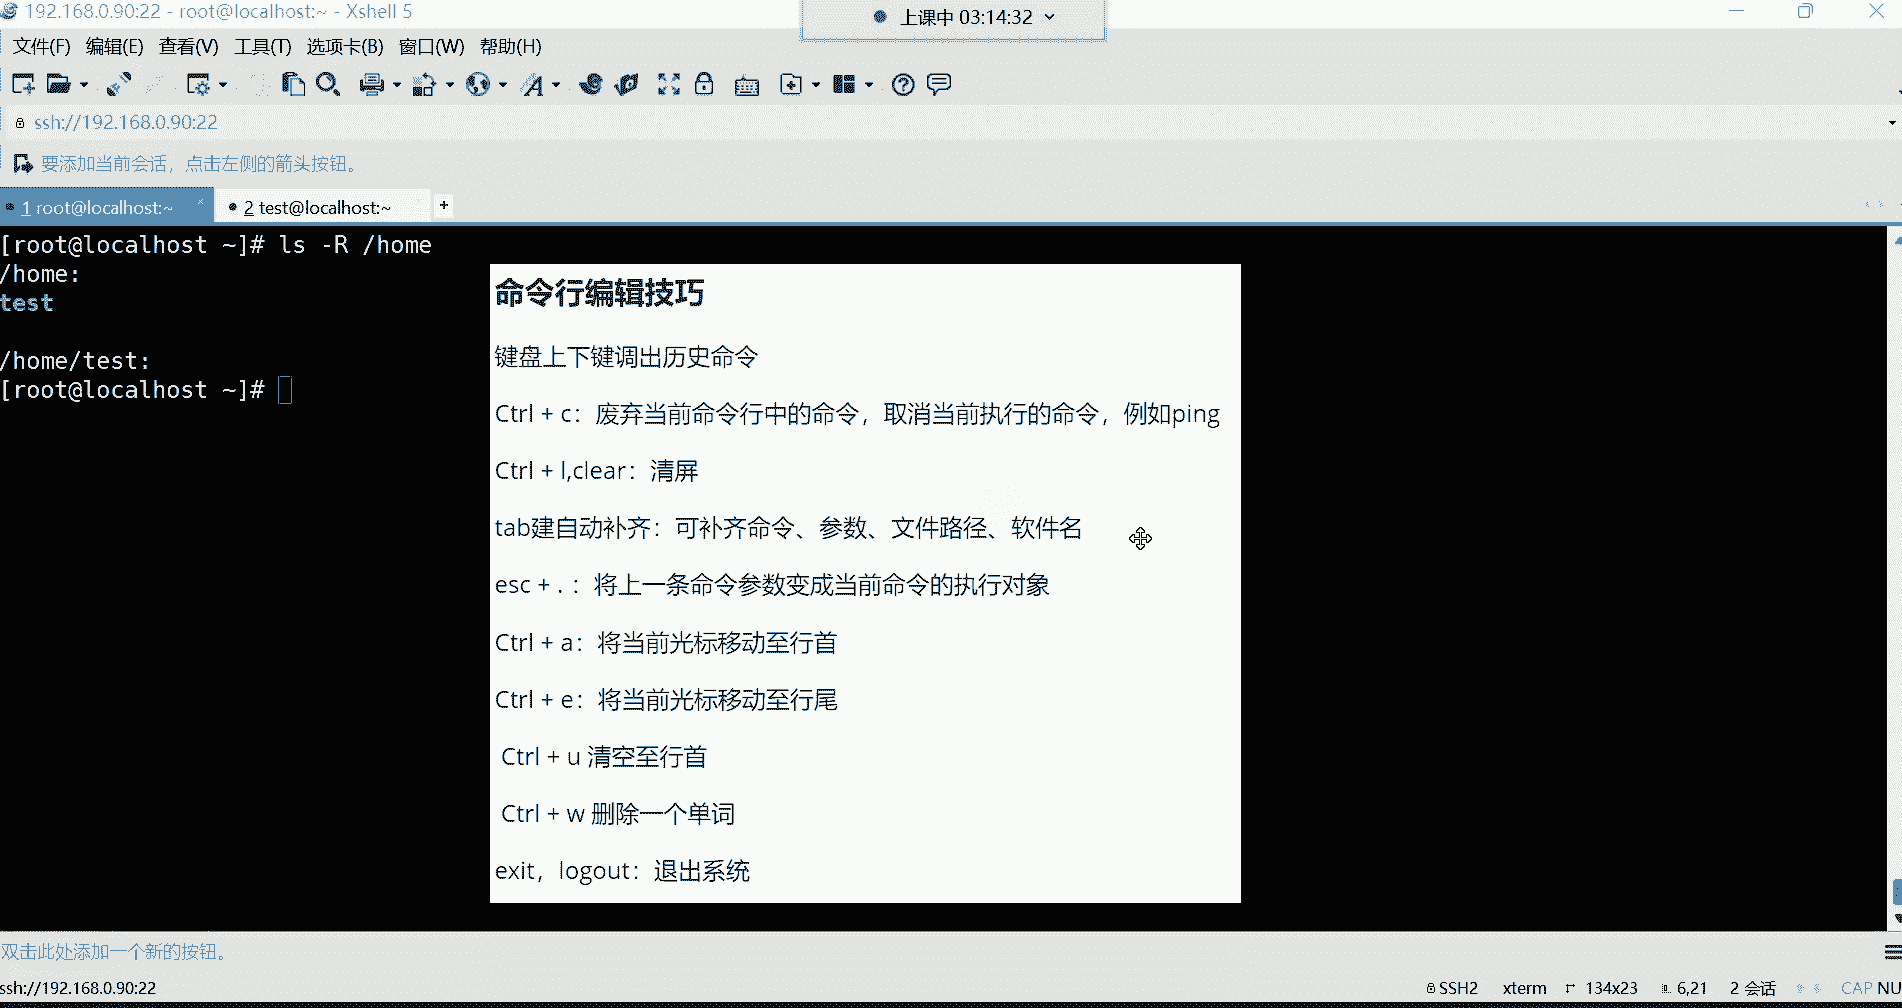 192.168.0.90:22 - root@localhost:~ - Xshell 5
上课中 03:14:32
文件(F) 编辑(E) 查看(V) 工具(T) 选项卡(B) 窗口(W) 帮助(H)
ssh://192.168.0.90:22
要添加当前会话，点击左侧的箭头按钮。
1 root@localhost:~ 2 test@localhost:~ +
[root@localhost ~]# ls -R /home
/home:
test
/home/test:
[root@localhost ~]#
命令行编辑技巧
键盘上下键调出历史命令
Ctrl + c：废弃当前命令行中的命令，取消当前执行的命令，例如ping
Ctrl + l,clear：清屏
tab建自动补齐：可补齐命令、参数、文件路径、软件名
esc + . ：将上一条命令参数变成当前命令的执行对象
Ctrl + a：将当前光标移动至行首
Ctrl + e：将当前光标移动至行尾
Ctrl + u 清空至行首
Ctrl + w 删除一个单词
exit，logout：退出系统
双击此处添加一个新的按钮。
ssh://192.168.0.90:22 SSH2 xterm 134x23 6,21 2 会话 CAP NU